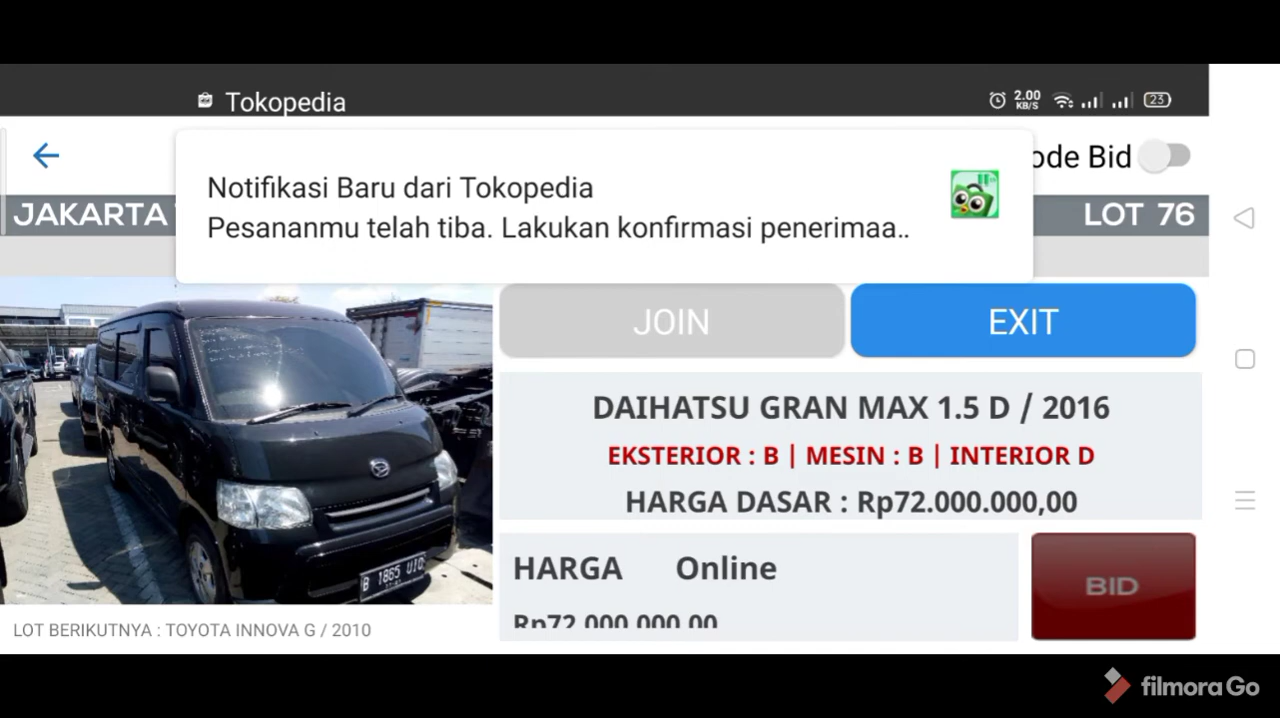 Tokopedia
2.00
KB/S
23
Notifikasi Baru dari Tokopedia
Pesananmu telah tiba. Lakukan konfirmasi penerimaa..
ode Bid
JAKARTA
LOT 76
JOIN
EXIT
DAIHATSU GRAN MAX 1.5 D / 2016
EKSTERIOR : B | MESIN : B | INTERIOR D
HARGA DASAR : Rp72.000.000,00
HARGA Online
Rp72.000.000,00
BID
B 1865 UIO
LOT BERIKUTNYA : TOYOTA INNOVA G / 2010
filmoraGo